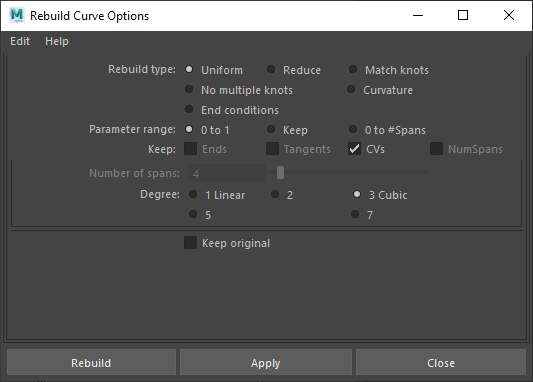 Rebuild Curve Options
Edit Help
Rebuild type: Uniform Reduce Match knots
No multiple knots Curvature
End conditions
Parameter range: 0 to 1 Keep 0 to #Spans
Keep: Ends Tangents CVs NumSpans
Number of spans: 4
Degree: 1 Linear 2 3 Cubic
5 7
Keep original
Rebuild Apply Close